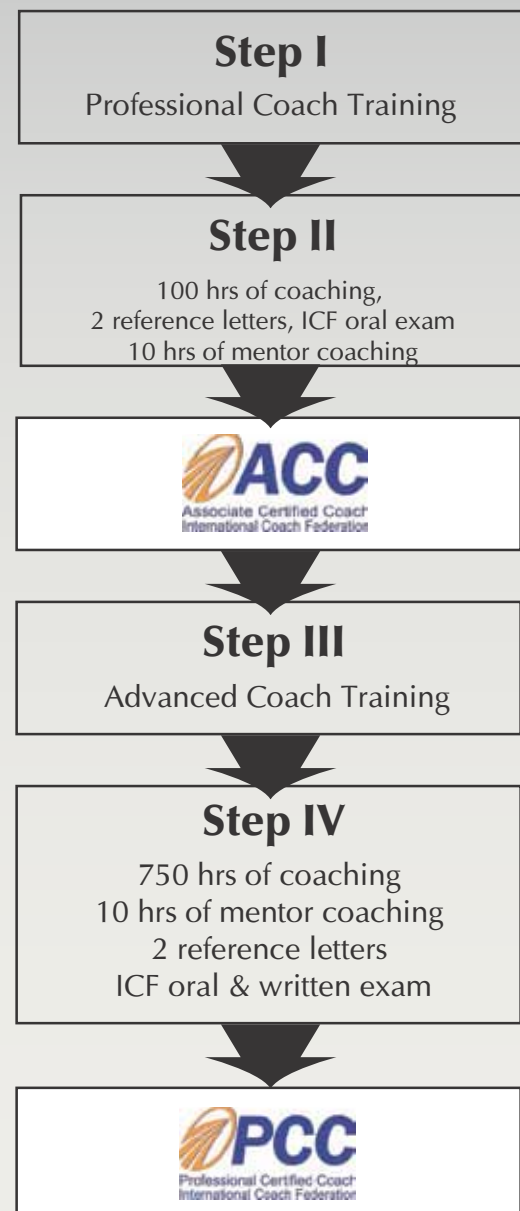 Step I
Professional Coach Training
Step II
100 hrs of coaching,
2 reference letters, ICF oral exam
10 hrs of mentor coaching
ACC
Associate Certified Coach
International Coach Federation
Step III
Advanced Coach Training
Step IV
750 hrs of coaching
10 hrs of mentor coaching
2 reference letters
ICF oral & written exam
PCC
Professional Certified Coach
International Coach Federation